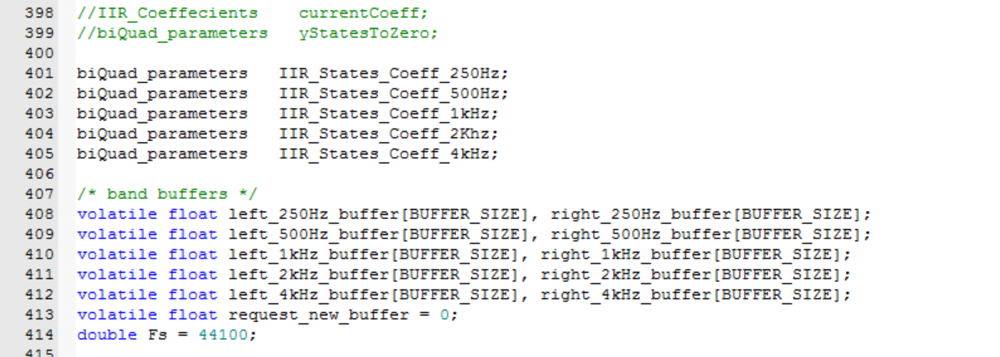 398 //IIR_Coeffecients    currentCoeff;
399 //biQuad_parameters   yStatesToZero;
400
401 biQuad_parameters   IIR_States_Coeff_250Hz;
402 biQuad_parameters   IIR_States_Coeff_500Hz;
403 biQuad_parameters   IIR_States_Coeff_1kHz;
404 biQuad_parameters   IIR_States_Coeff_2Khz;
405 biQuad_parameters   IIR_States_Coeff_4kHz;
406
407 /* band buffers */
408 volatile float left_250Hz_buffer[BUFFER_SIZE], right_250Hz_buffer[BUFFER_SIZE];
409 volatile float left_500Hz_buffer[BUFFER_SIZE], right_500Hz_buffer[BUFFER_SIZE];
410 volatile float left_1kHz_buffer[BUFFER_SIZE], right_1kHz_buffer[BUFFER_SIZE];
411 volatile float left_2kHz_buffer[BUFFER_SIZE], right_2kHz_buffer[BUFFER_SIZE];
412 volatile float left_4kHz_buffer[BUFFER_SIZE], right_4kHz_buffer[BUFFER_SIZE];
413 volatile float request_new_buffer = 0;
414 double Fs = 44100;
415